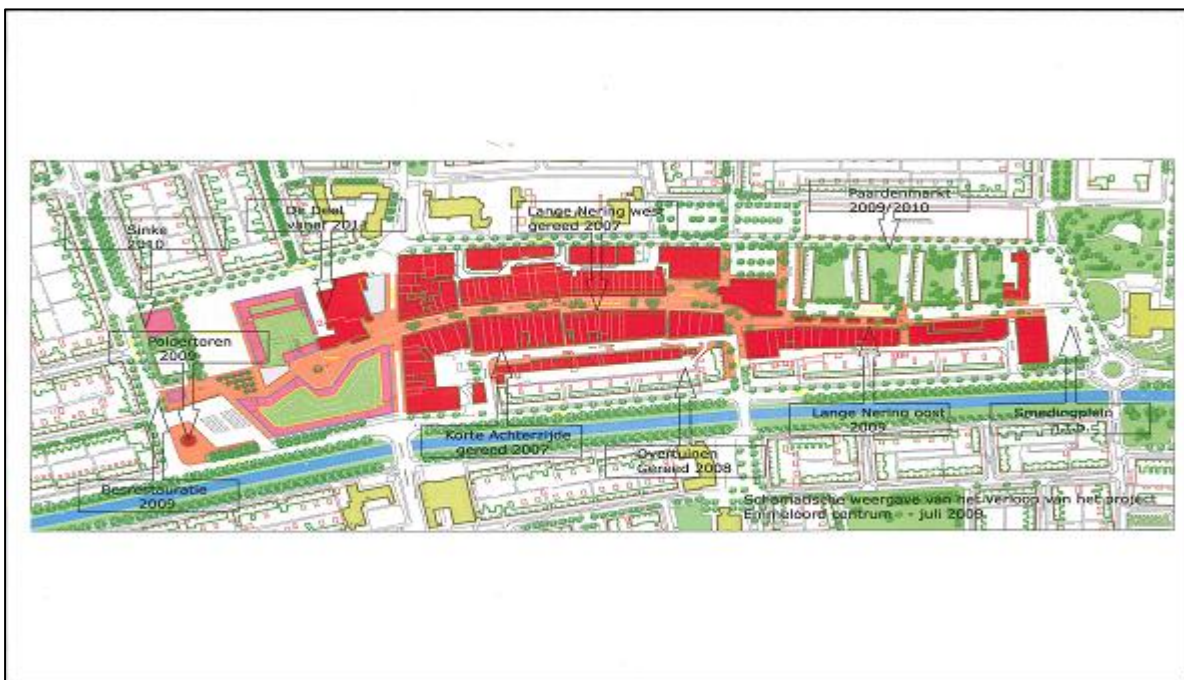 Sinke
2010
De Deel
vanaf 2011
Lange Nering west
gereed 2007
Paardenmarkt
2009/2010
Poldertoren
2009
Korte Achterzijde
gereed 2007
Overtuinen
Gereed 2008
Lange Nering oost
2009
Smedingplein
n.t.b.
Besrestouratie
2009
Schematische weergave van het verloop van het project
Emmeloord centrum - juli 2009